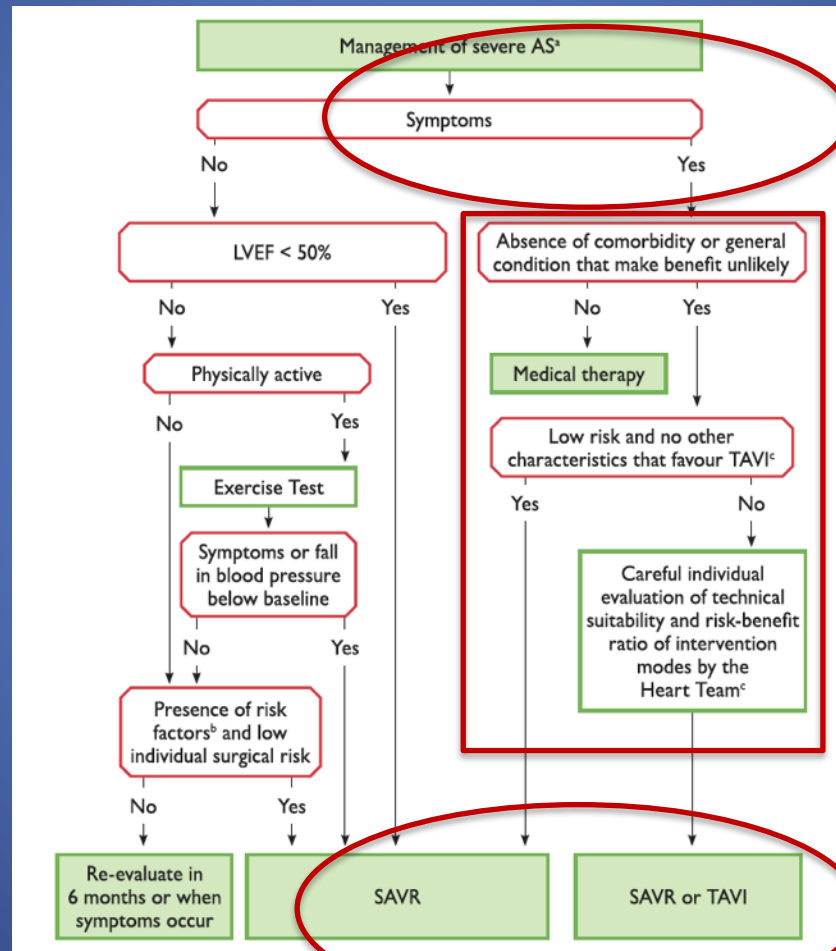 Management of severe ASᵃ
Symptoms
No
Yes
LVEF < 50%
Absence of comorbidity or general
condition that make benefit unlikely
No
Yes
No
Yes
Physically active
Medical therapy
No
Yes
Low risk and no other
characteristics that favour TAVIᶜ
Exercise Test
Yes
No
Symptoms or fall
in blood pressure
below baseline
Careful individual
evaluation of technical
suitability and risk-benefit
ratio of intervention
modes by the
Heart Teamᶜ
No
Yes
Presence of risk
factorsᵇ and low
individual surgical risk
No
Yes
Re-evaluate in
6 months or when
symptoms occur
SAVR
SAVR or TAVI